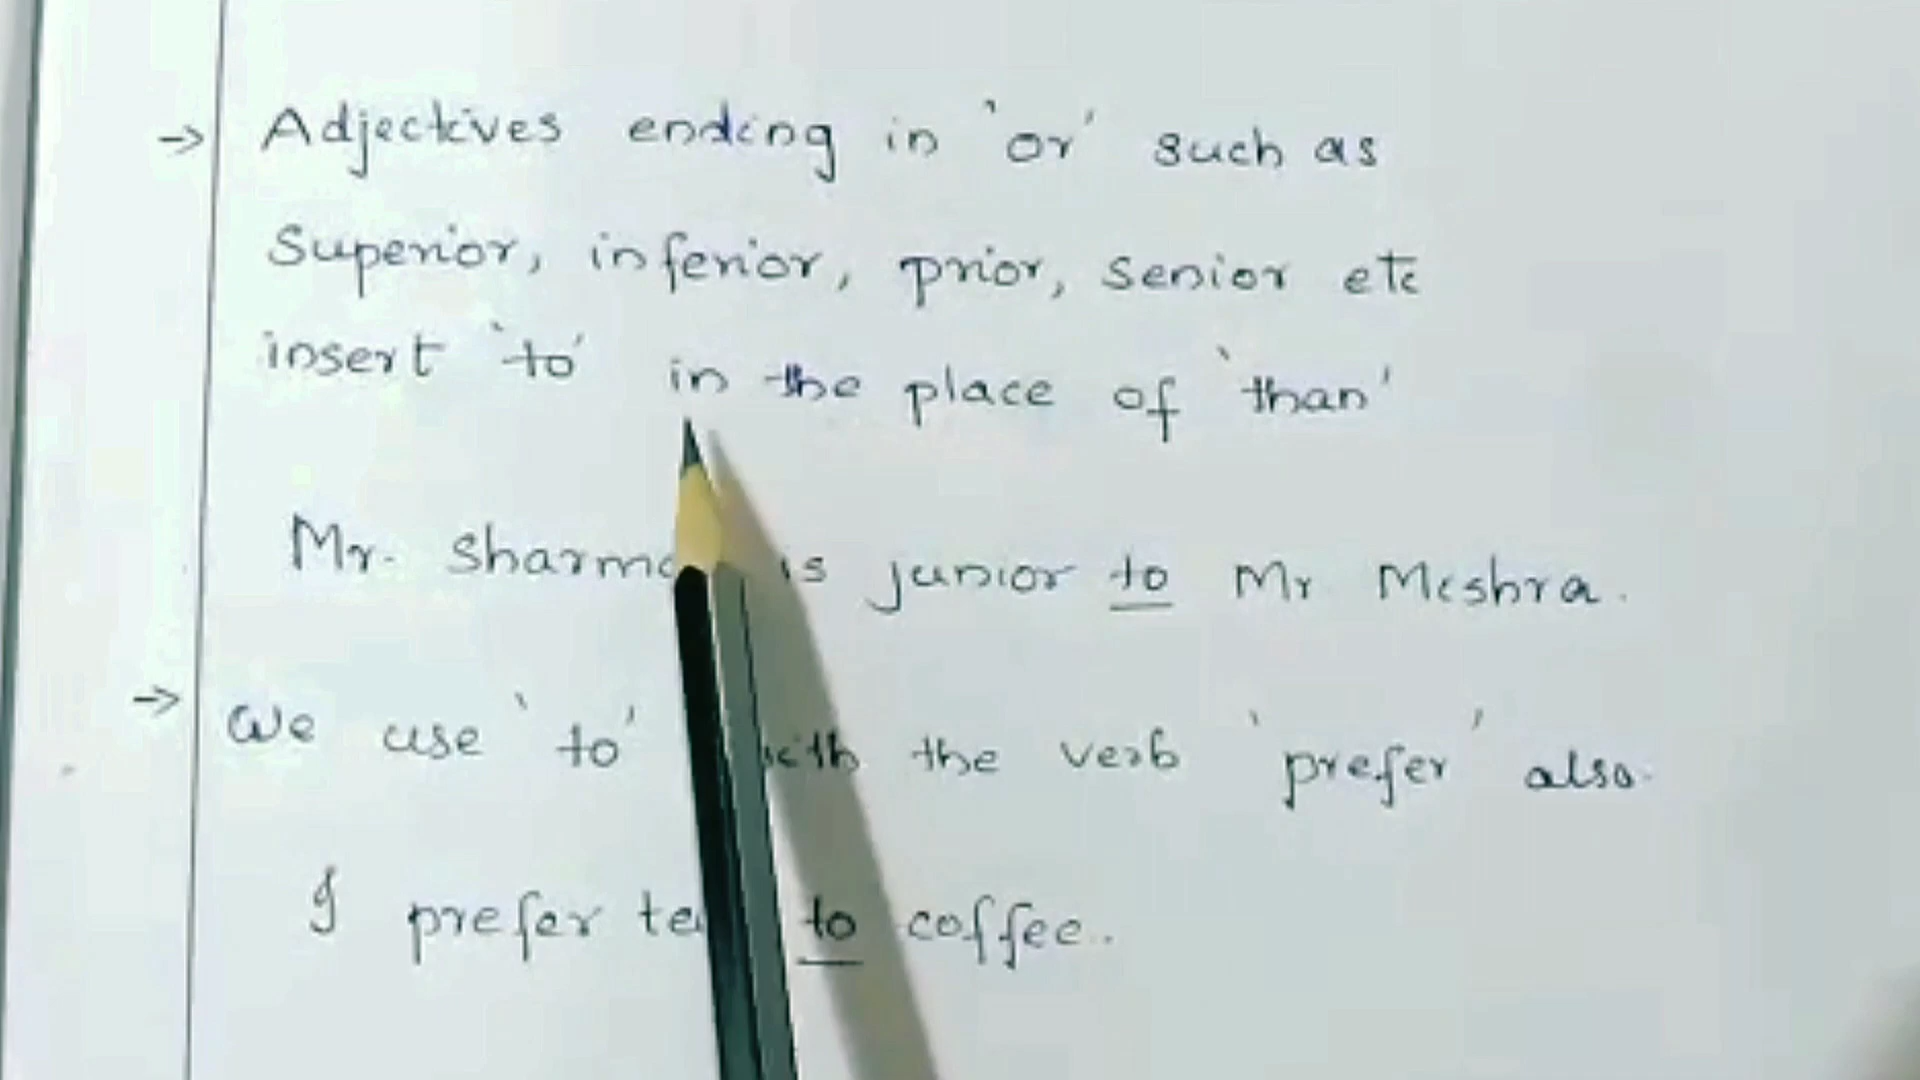 → Adjectives ending in 'or' such as
Superior, inferior, prior, senior etc
insert 'to' in the place of 'than'
Mr. Sharma is junior to Mr Mishra.
→ We use 'to' with the verb 'prefer' also.
I prefer tea to coffee.